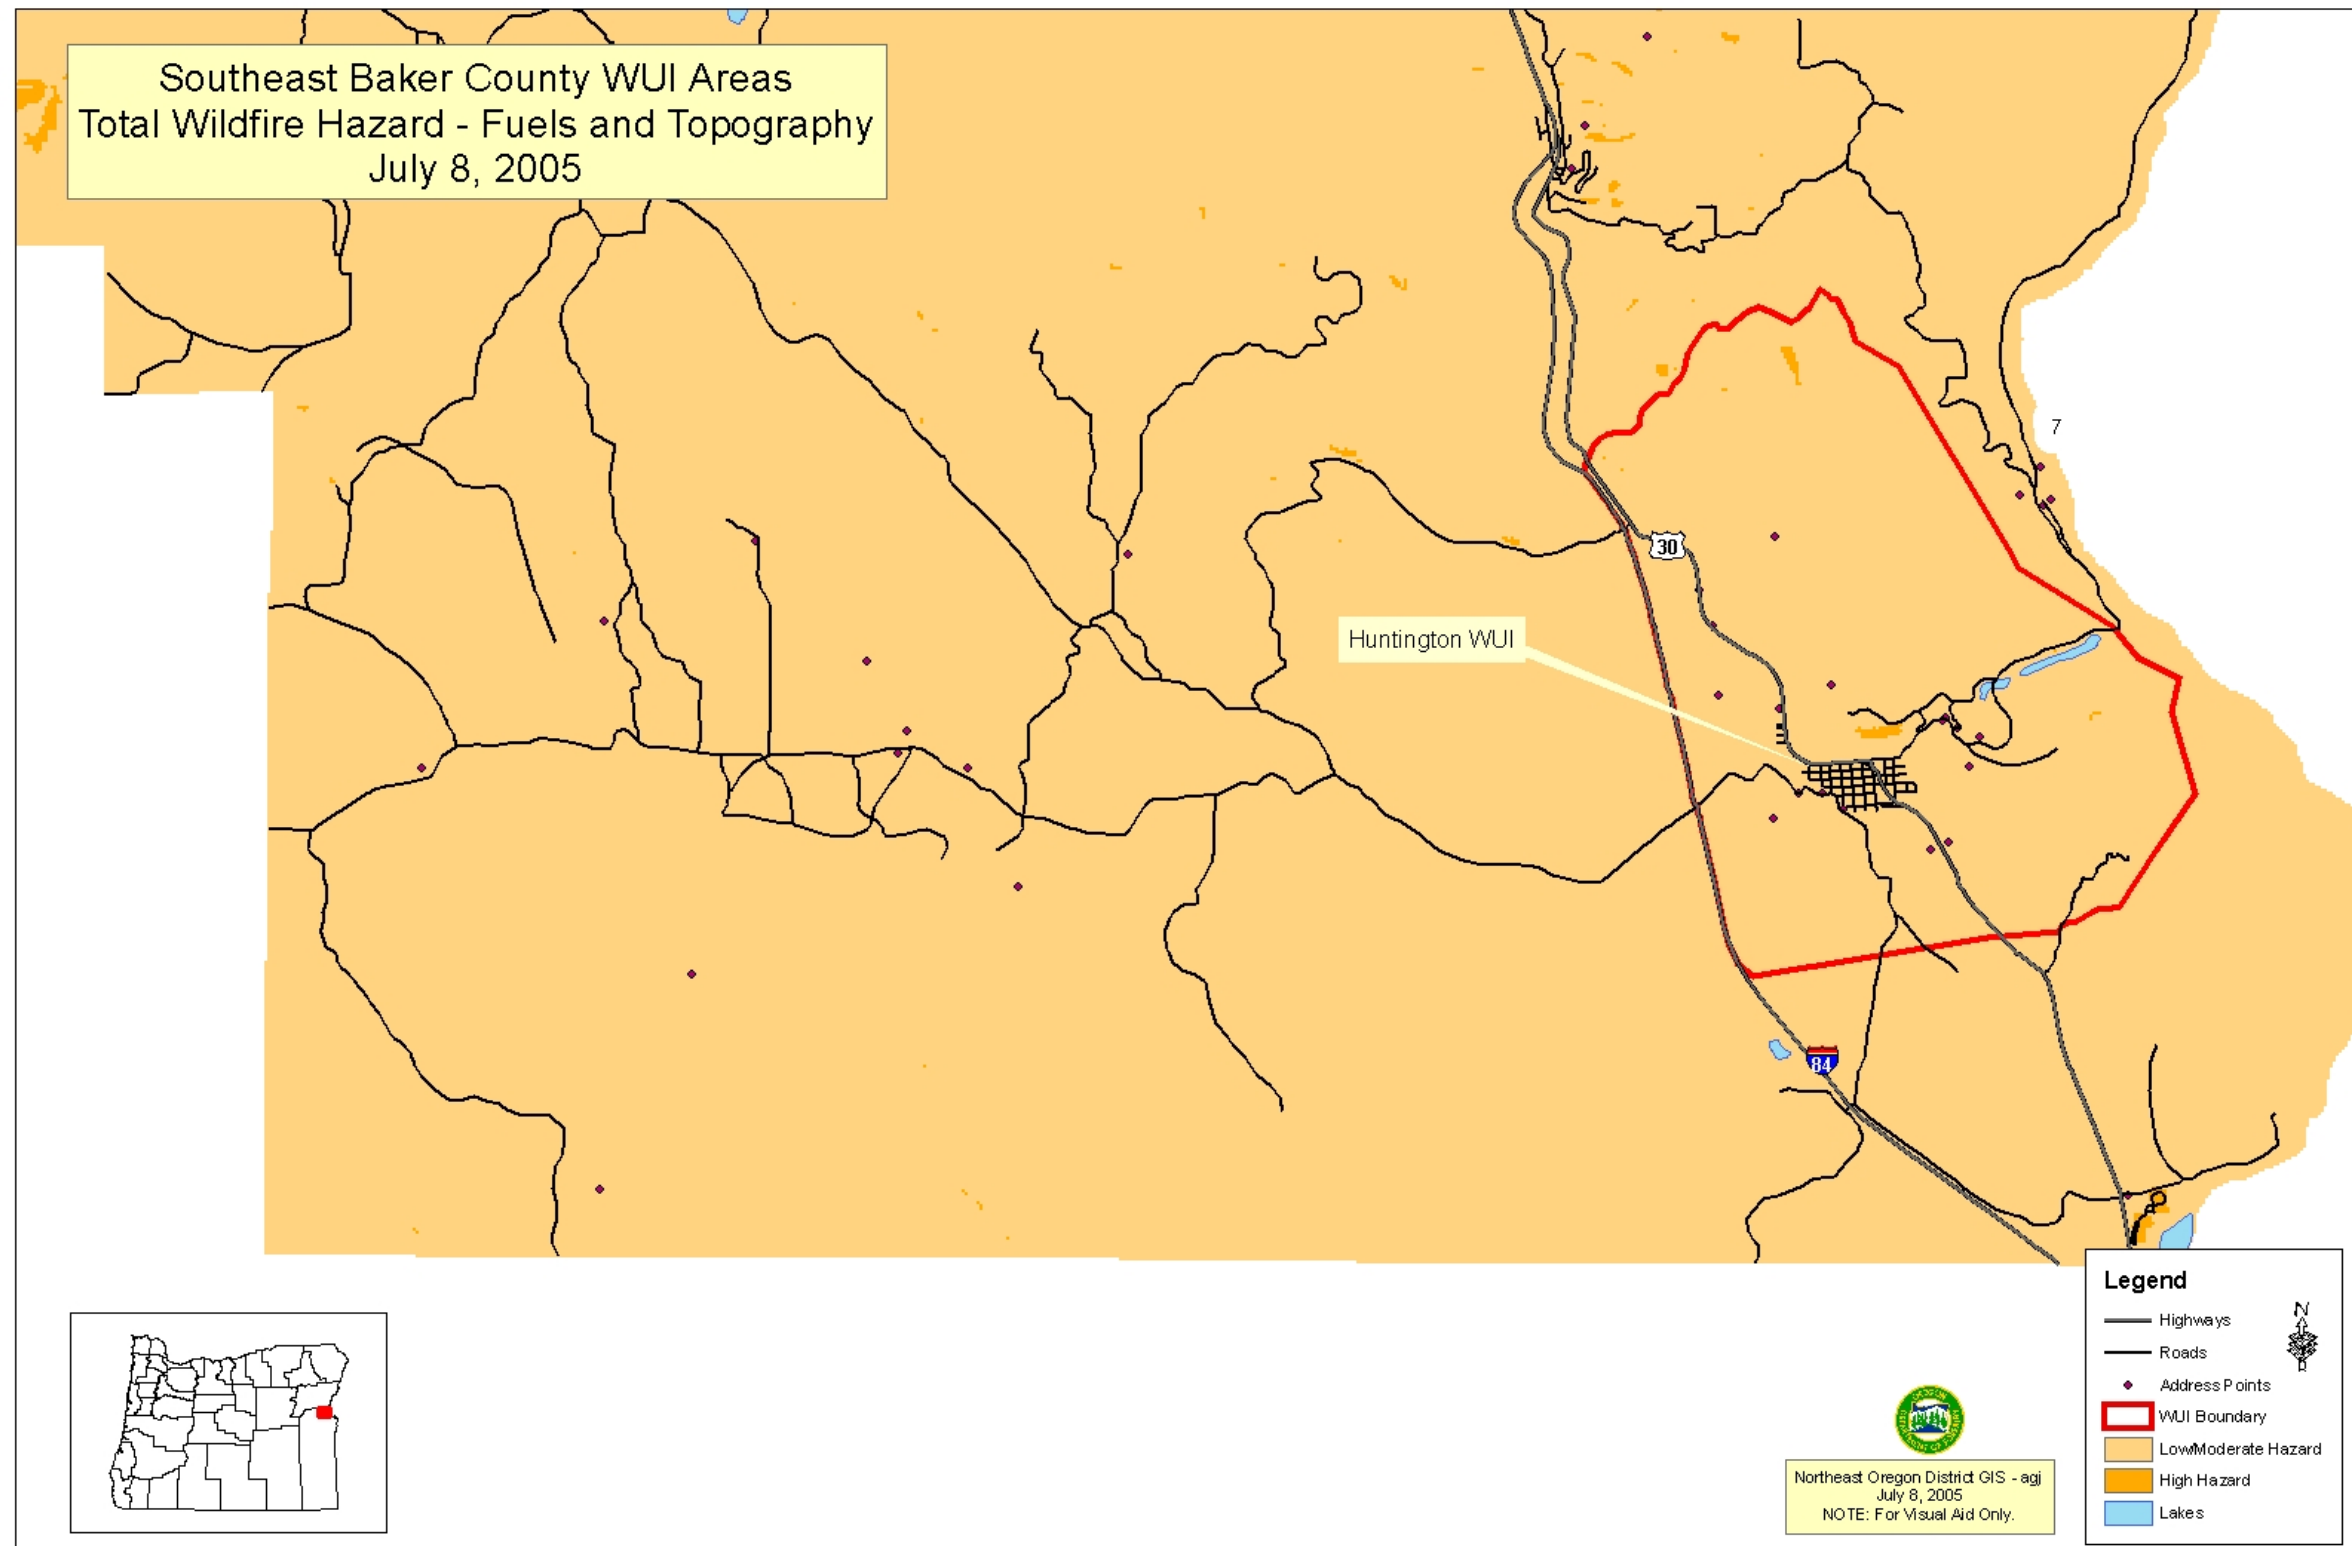 Southeast Baker County WUI Areas
Total Wildfire Hazard - Fuels and Topography
July 8, 2005
7
30
Huntington WUI
84
Legend
N
Highways
Roads
Address Points
WUI Boundary
Low/Moderate Hazard
High Hazard
Lakes
OREGON
Northeast Oregon District GIS - agj
July 8, 2005
NOTE: For Visual Aid Only.